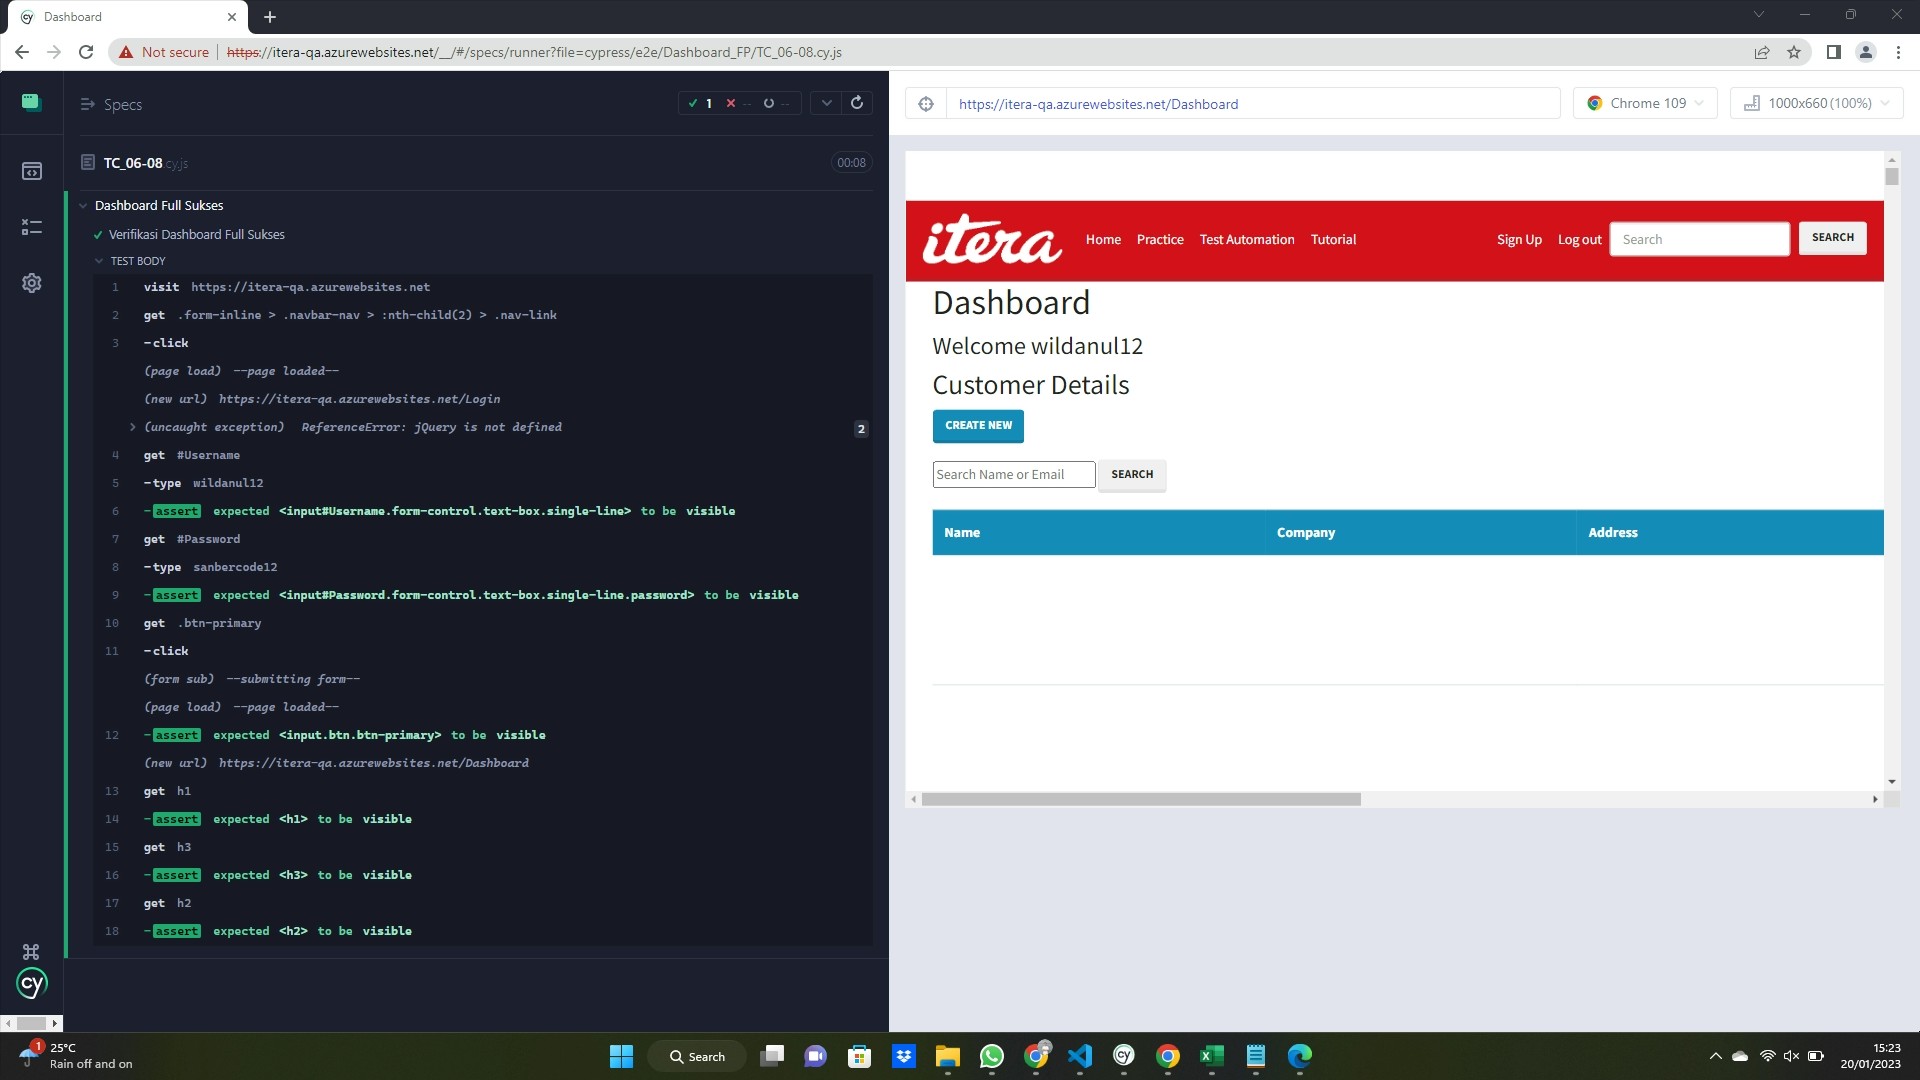 Dashboard
Not secure https://itera-qa.azurewebsites.net/__/#/specs/runner?file=cypress/e2e/Dashboard_FP/TC_06-08.cy.js
Specs
1 -- --
TC_06-08 cy.js
00:08
Dashboard Full Sukses
Verifikasi Dashboard Full Sukses
TEST BODY
1 visit https://itera-qa.azurewebsites.net
2 get .form-inline > .navbar-nav > :nth-child(2) > .nav-link
3 -click
(page load) --page loaded--
(new url) https://itera-qa.azurewebsites.net/Login
(uncaught exception) ReferenceError: jQuery is not defined 2
4 get #Username
5 -type wildanul12
6 -assert expected <input#Username.form-control.text-box.single-line> to be visible
7 get #Password
8 -type sanbercode12
9 -assert expected <input#Password.form-control.text-box.single-line.password> to be visible
10 get .btn-primary
11 -click
(form sub) --submitting form--
(page load) --page loaded--
12 -assert expected <input.btn.btn-primary> to be visible
(new url) https://itera-qa.azurewebsites.net/Dashboard
13 get h1
14 -assert expected <h1> to be visible
15 get h3
16 -assert expected <h3> to be visible
17 get h2
18 -assert expected <h2> to be visible
cy
https://itera-qa.azurewebsites.net/Dashboard
Chrome 109
1000x660 (100%)
itera
Home Practice Test Automation Tutorial
Sign Up Log out Search SEARCH
Dashboard
Welcome wildanul12
Customer Details
CREATE NEW
Search Name or Email SEARCH
Name Company Address
1
25°C
Rain off and on
Search
15:23
20/01/2023